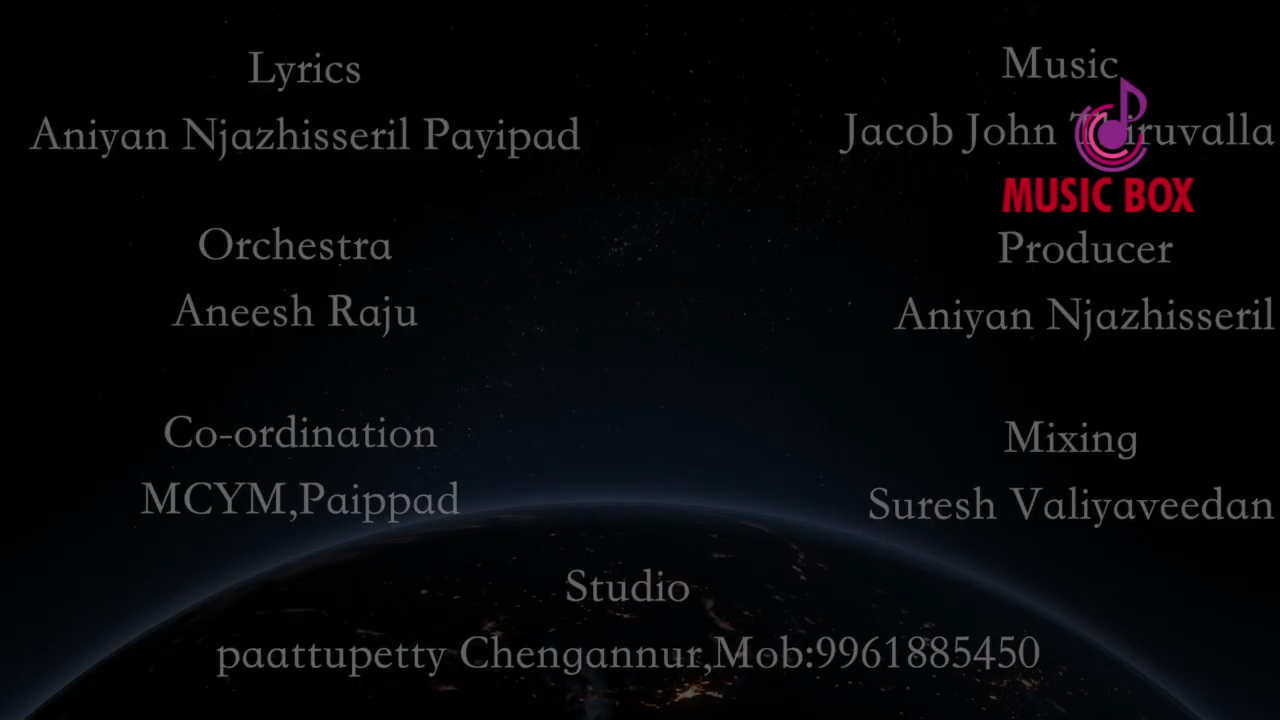 Lyrics
Aniyan Njazhisseril Payipad
Music
Jacob John Thiruvalla
MUSIC BOX
Orchestra
Aneesh Raju
Producer
Aniyan Njazhisseril
Co-ordination
MCYM,Paippad
Mixing
Suresh Valiyaveedan
Studio
paattupetty Chengannur,Mob:9961885450